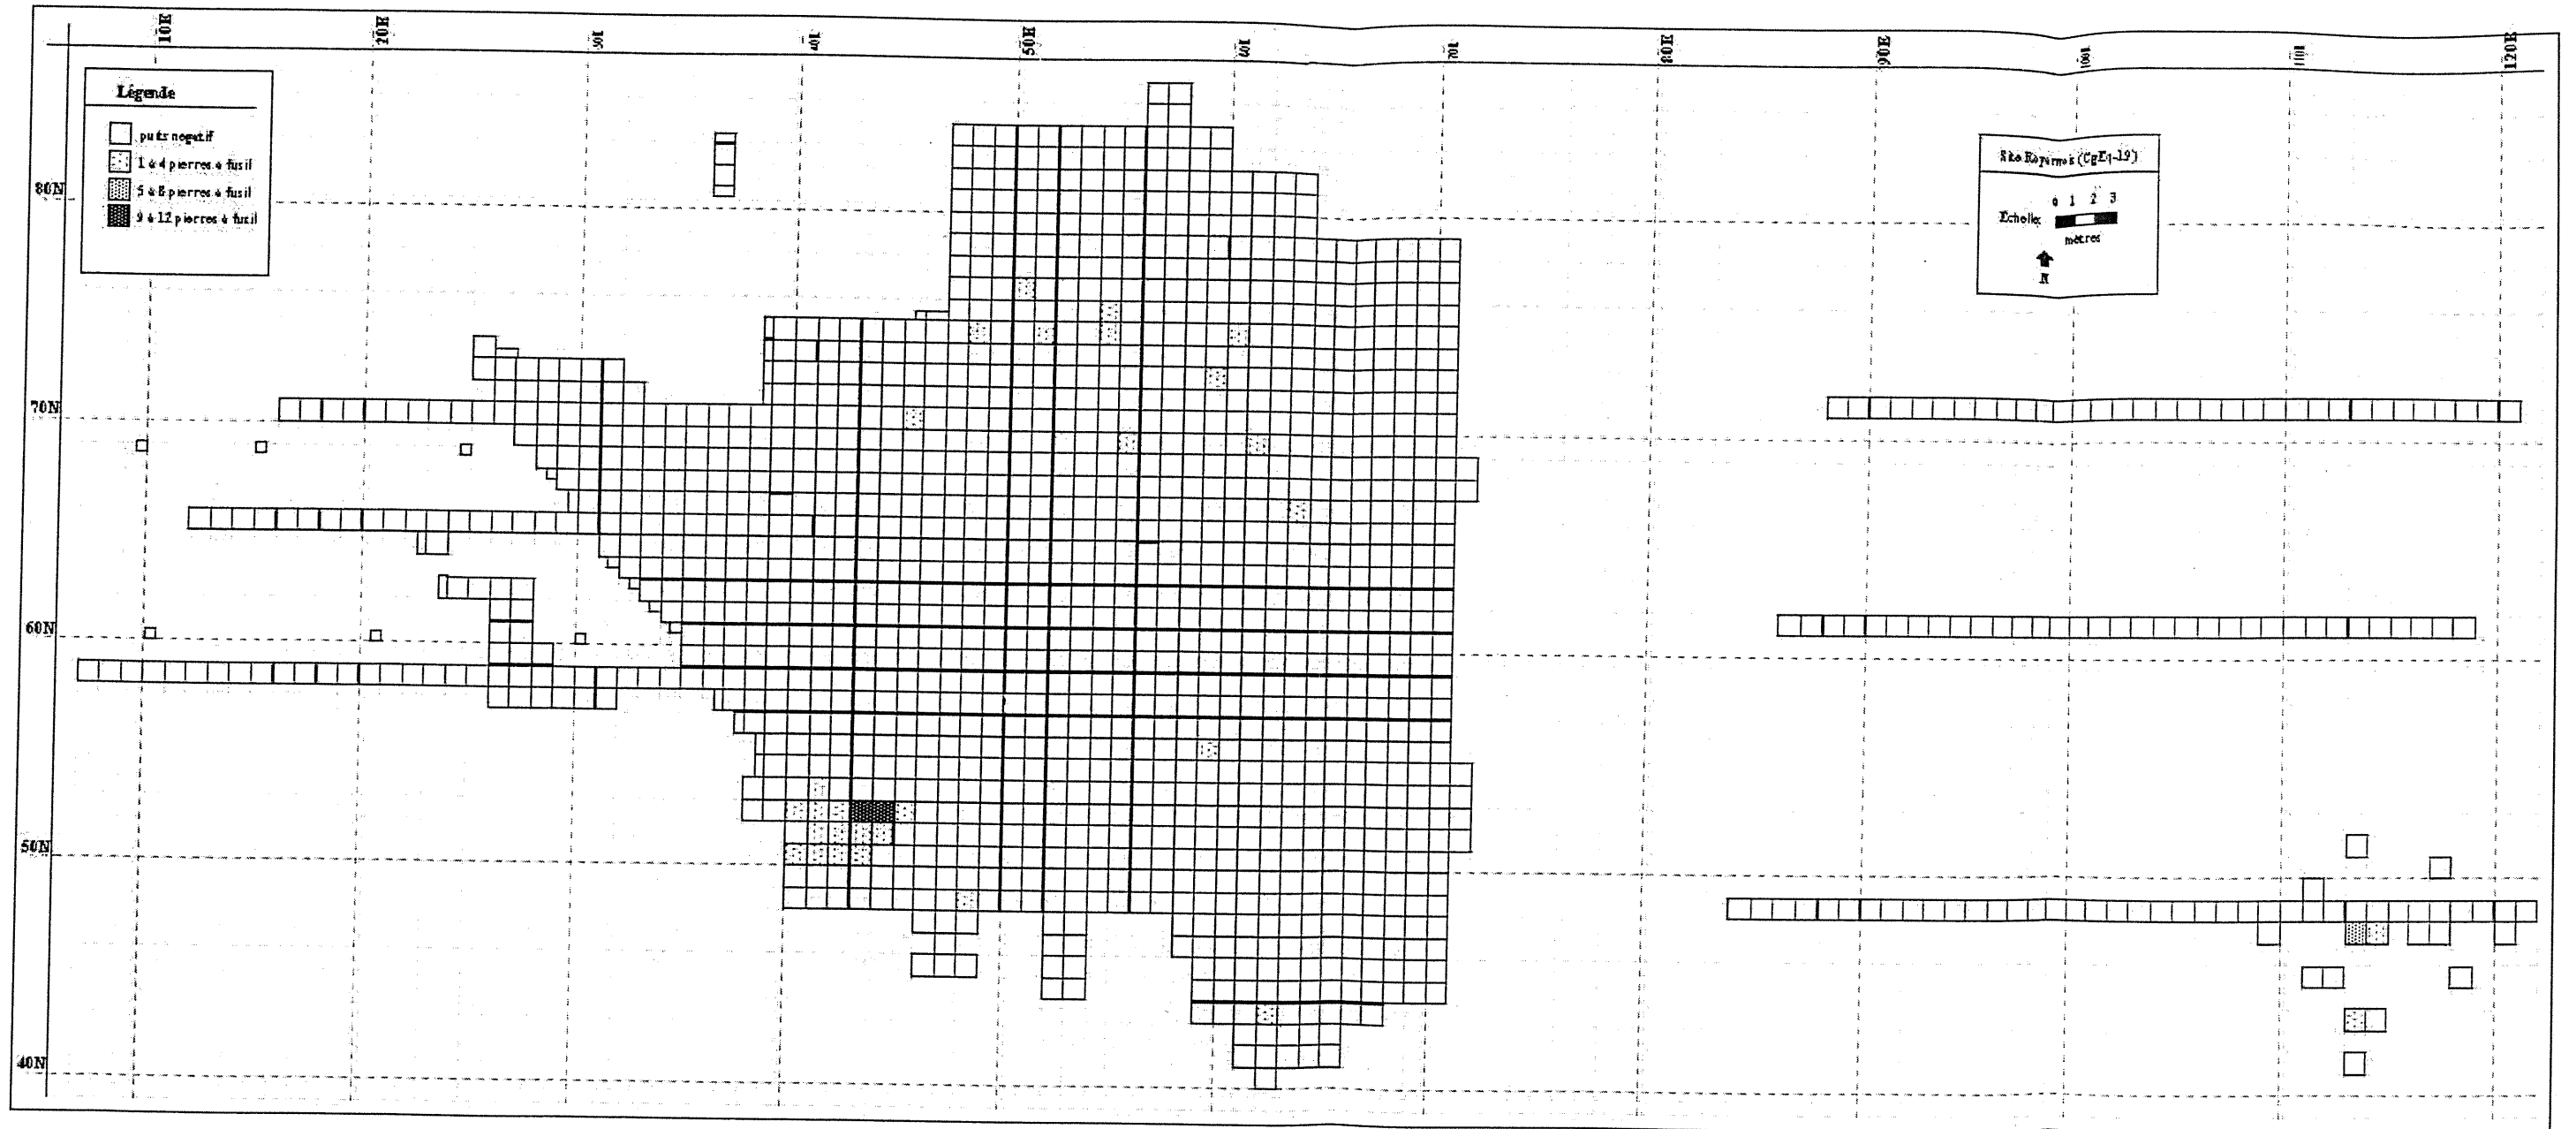 10E 20E 30E 40E 50E 60E 70E 80E 90E 100E 110E 120E
Légende
puits negatif
1 à 4 pierres à fusil
5 à 8 pierres à fusil
9 à 12 pierres à fusil
80N
70N
60N
50N
40N
(CgEq-19)
0 1 2 3
Echelle:
mètres
N